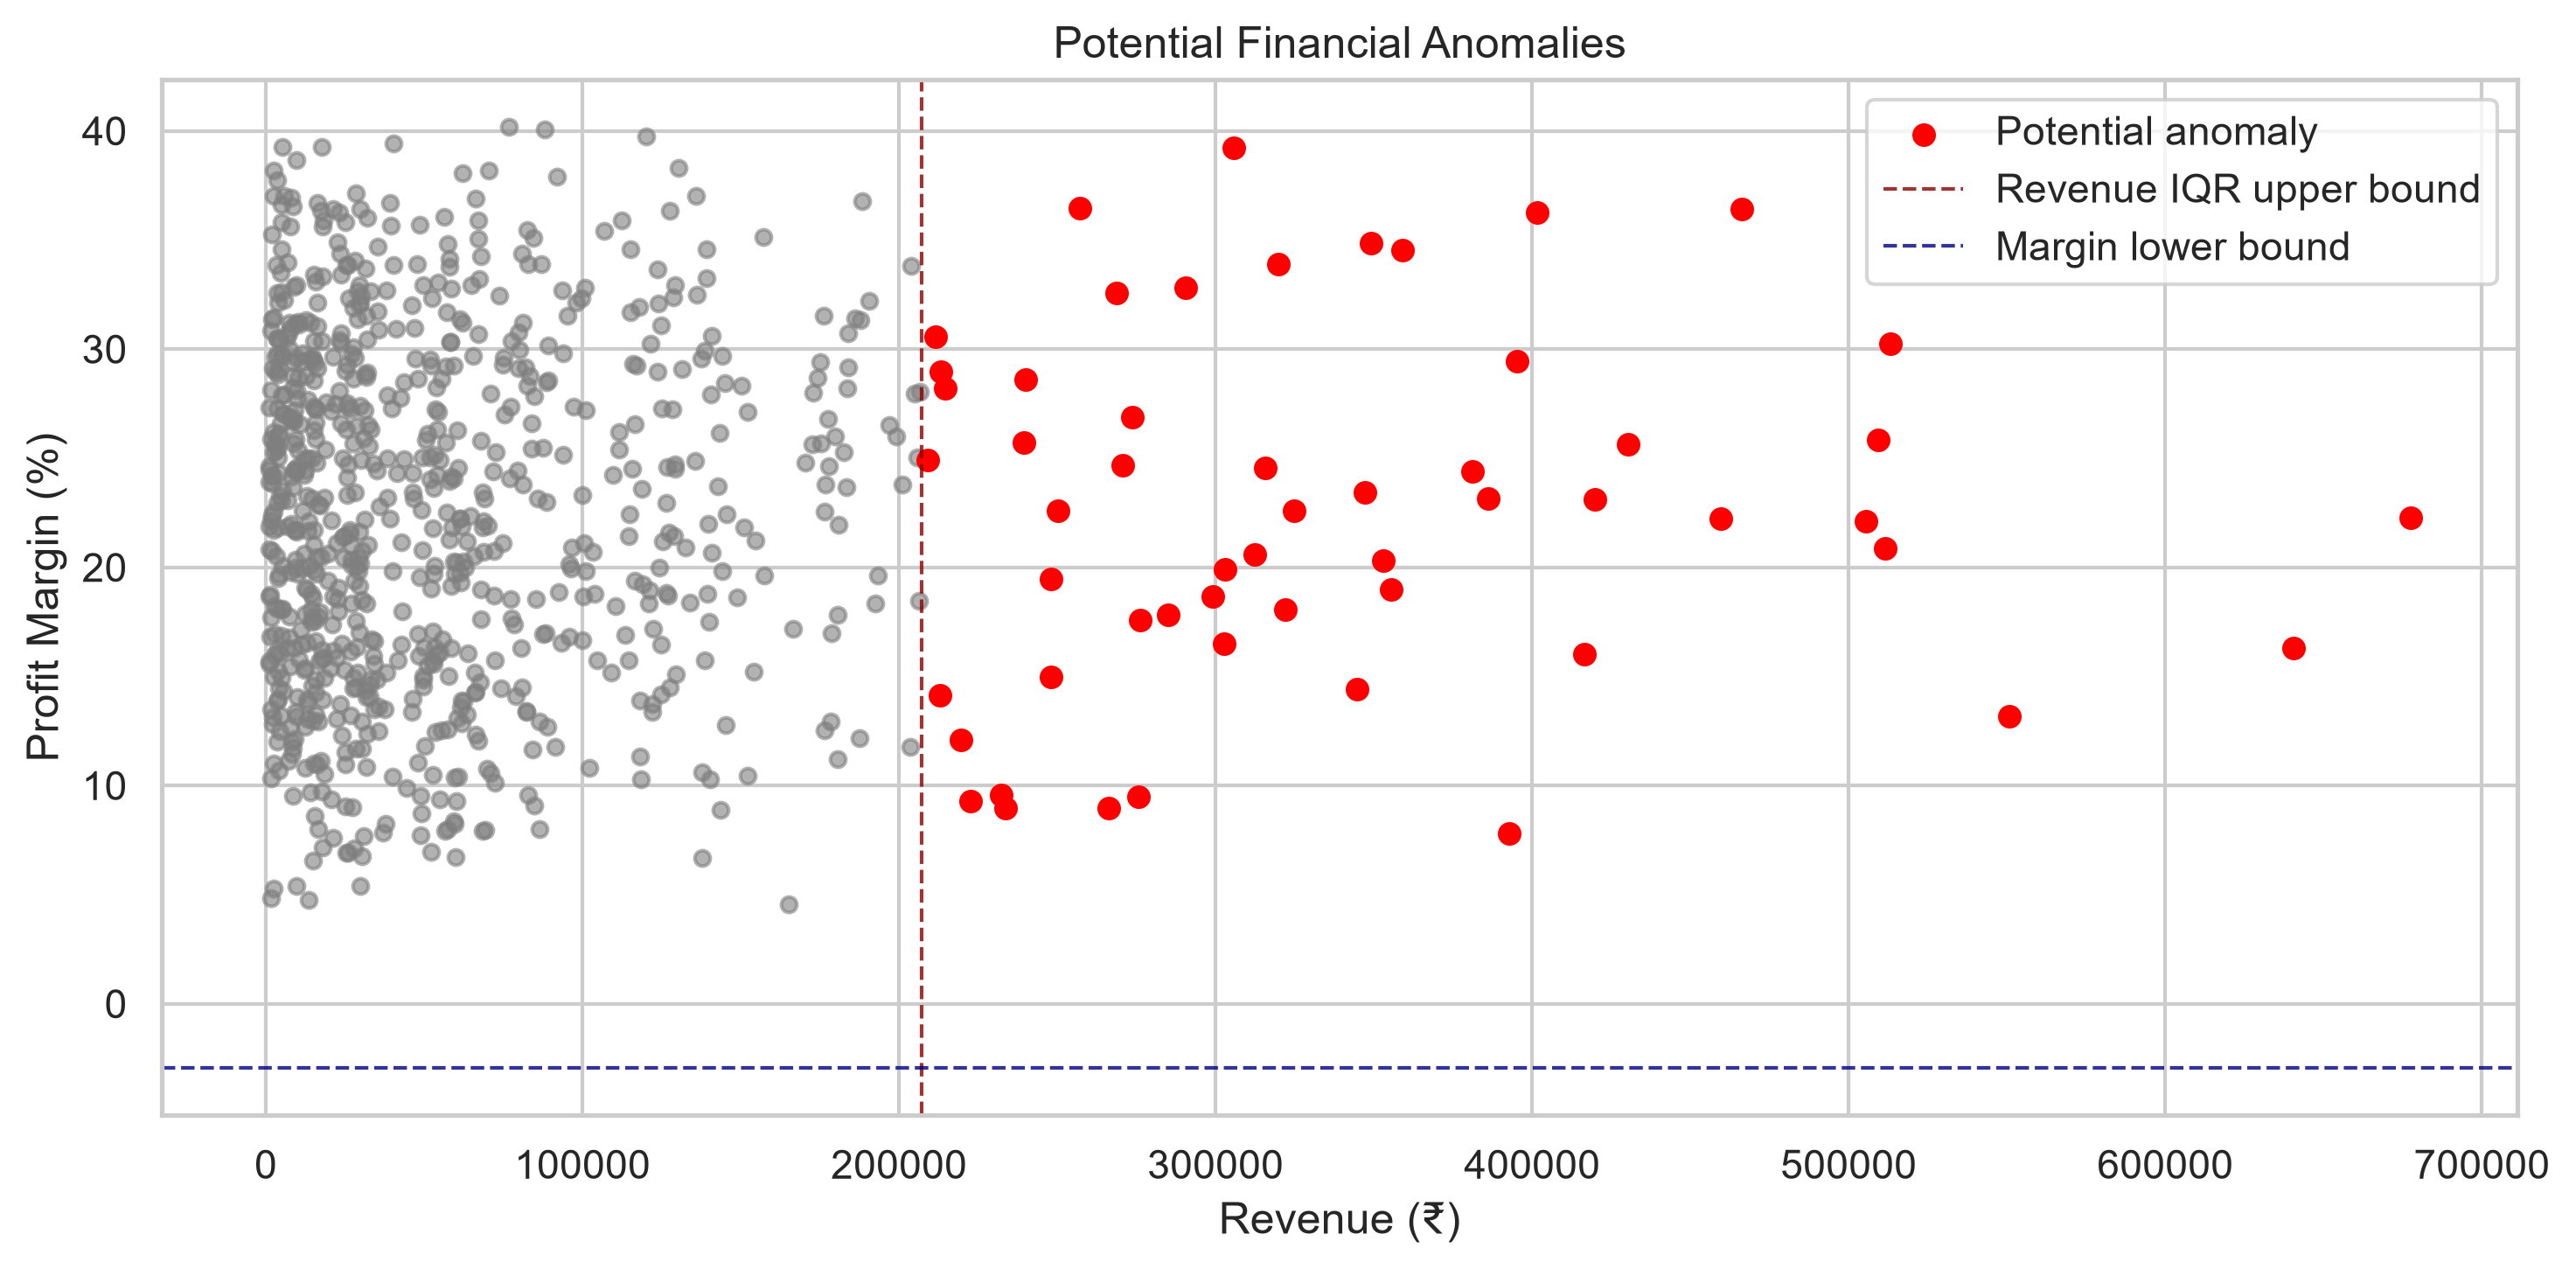 Potential Financial Anomalies
Potential anomaly
Revenue IQR upper bound
Margin lower bound
Profit Margin (%)
40
30
20
10
0
0 100000 200000 300000 400000 500000 600000 700000
Revenue (₹)